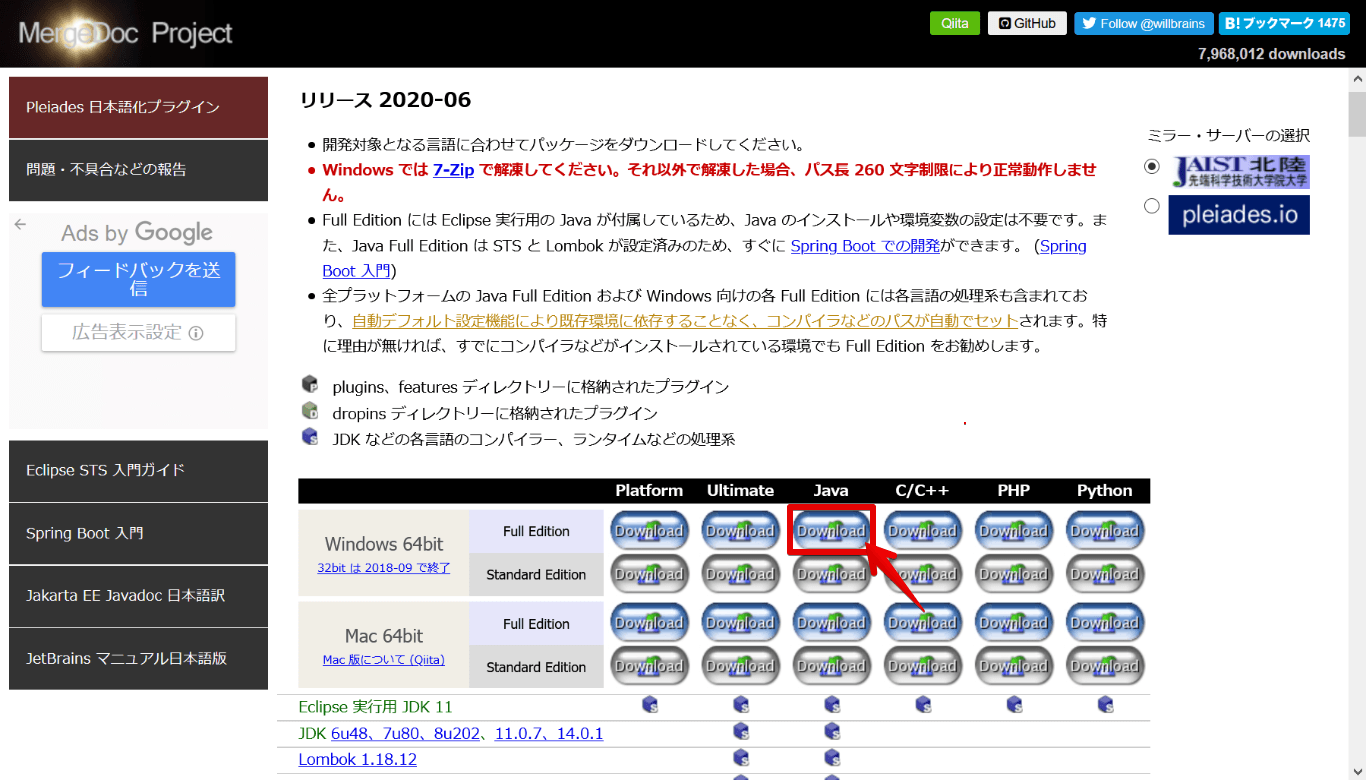 MergeDoc Project
Qiita
GitHub
Follow @willbrains
B! ブックマーク 1475
7,968,012 downloads
Pleiades 日本語化プラグイン
問題・不具合などの報告
Ads by Google
フィードバックを送
信
広告表示設定
Eclipse STS 入門ガイド
Spring Boot 入門
Jakarta EE Javadoc 日本語訳
JetBrains マニュアル日本語版
リリース 2020-06
開発対象となる言語に合わせてパッケージをダウンロードしてください。
Windows では 7-Zip で解凍してください。それ以外で解凍した場合、パス長 260 文字制限により正常動作しませ
ん。
Full Edition には Eclipse 実行用の Java が付属しているため、Java のインストールや環境変数の設定は不要です。ま
た、Java Full Edition は STS と Lombok が設定済みのため、すぐに Spring Boot での開発ができます。 (Spring
Boot 入門)
全プラットフォームの Java Full Edition および Windows 向けの各 Full Edition には各言語の処理系も含まれてお
り、自動デフォルト設定機能により既存環境に依存することなく、コンパイラなどのパスが自動でセットされます。特
に理由が無ければ、すでにコンパイラなどがインストールされている環境でも Full Edition をお勧めします。
plugins、features ディレクトリーに格納されたプラグイン
dropins ディレクトリーに格納されたプラグイン
JDK などの各言語のコンパイラー、ランタイムなどの処理系
ミラー・サーバーの選択
JAIST 北陸
先端科学技術大学院大学
pleiades.io
Platform Ultimate Java C/C++ PHP Python
Windows 64bit
32bit は 2018-09 で終了
Full Edition Download Download Download Download Download Download
Standard Edition Download Download Download Download Download Download
Mac 64bit
Mac 版について (Qiita)
Full Edition Download Download Download Download Download Download
Standard Edition Download Download Download Download Download Download
Eclipse 実行用 JDK 11
JDK 6u48、7u80、8u202、11.0.7、14.0.1
Lombok 1.18.12